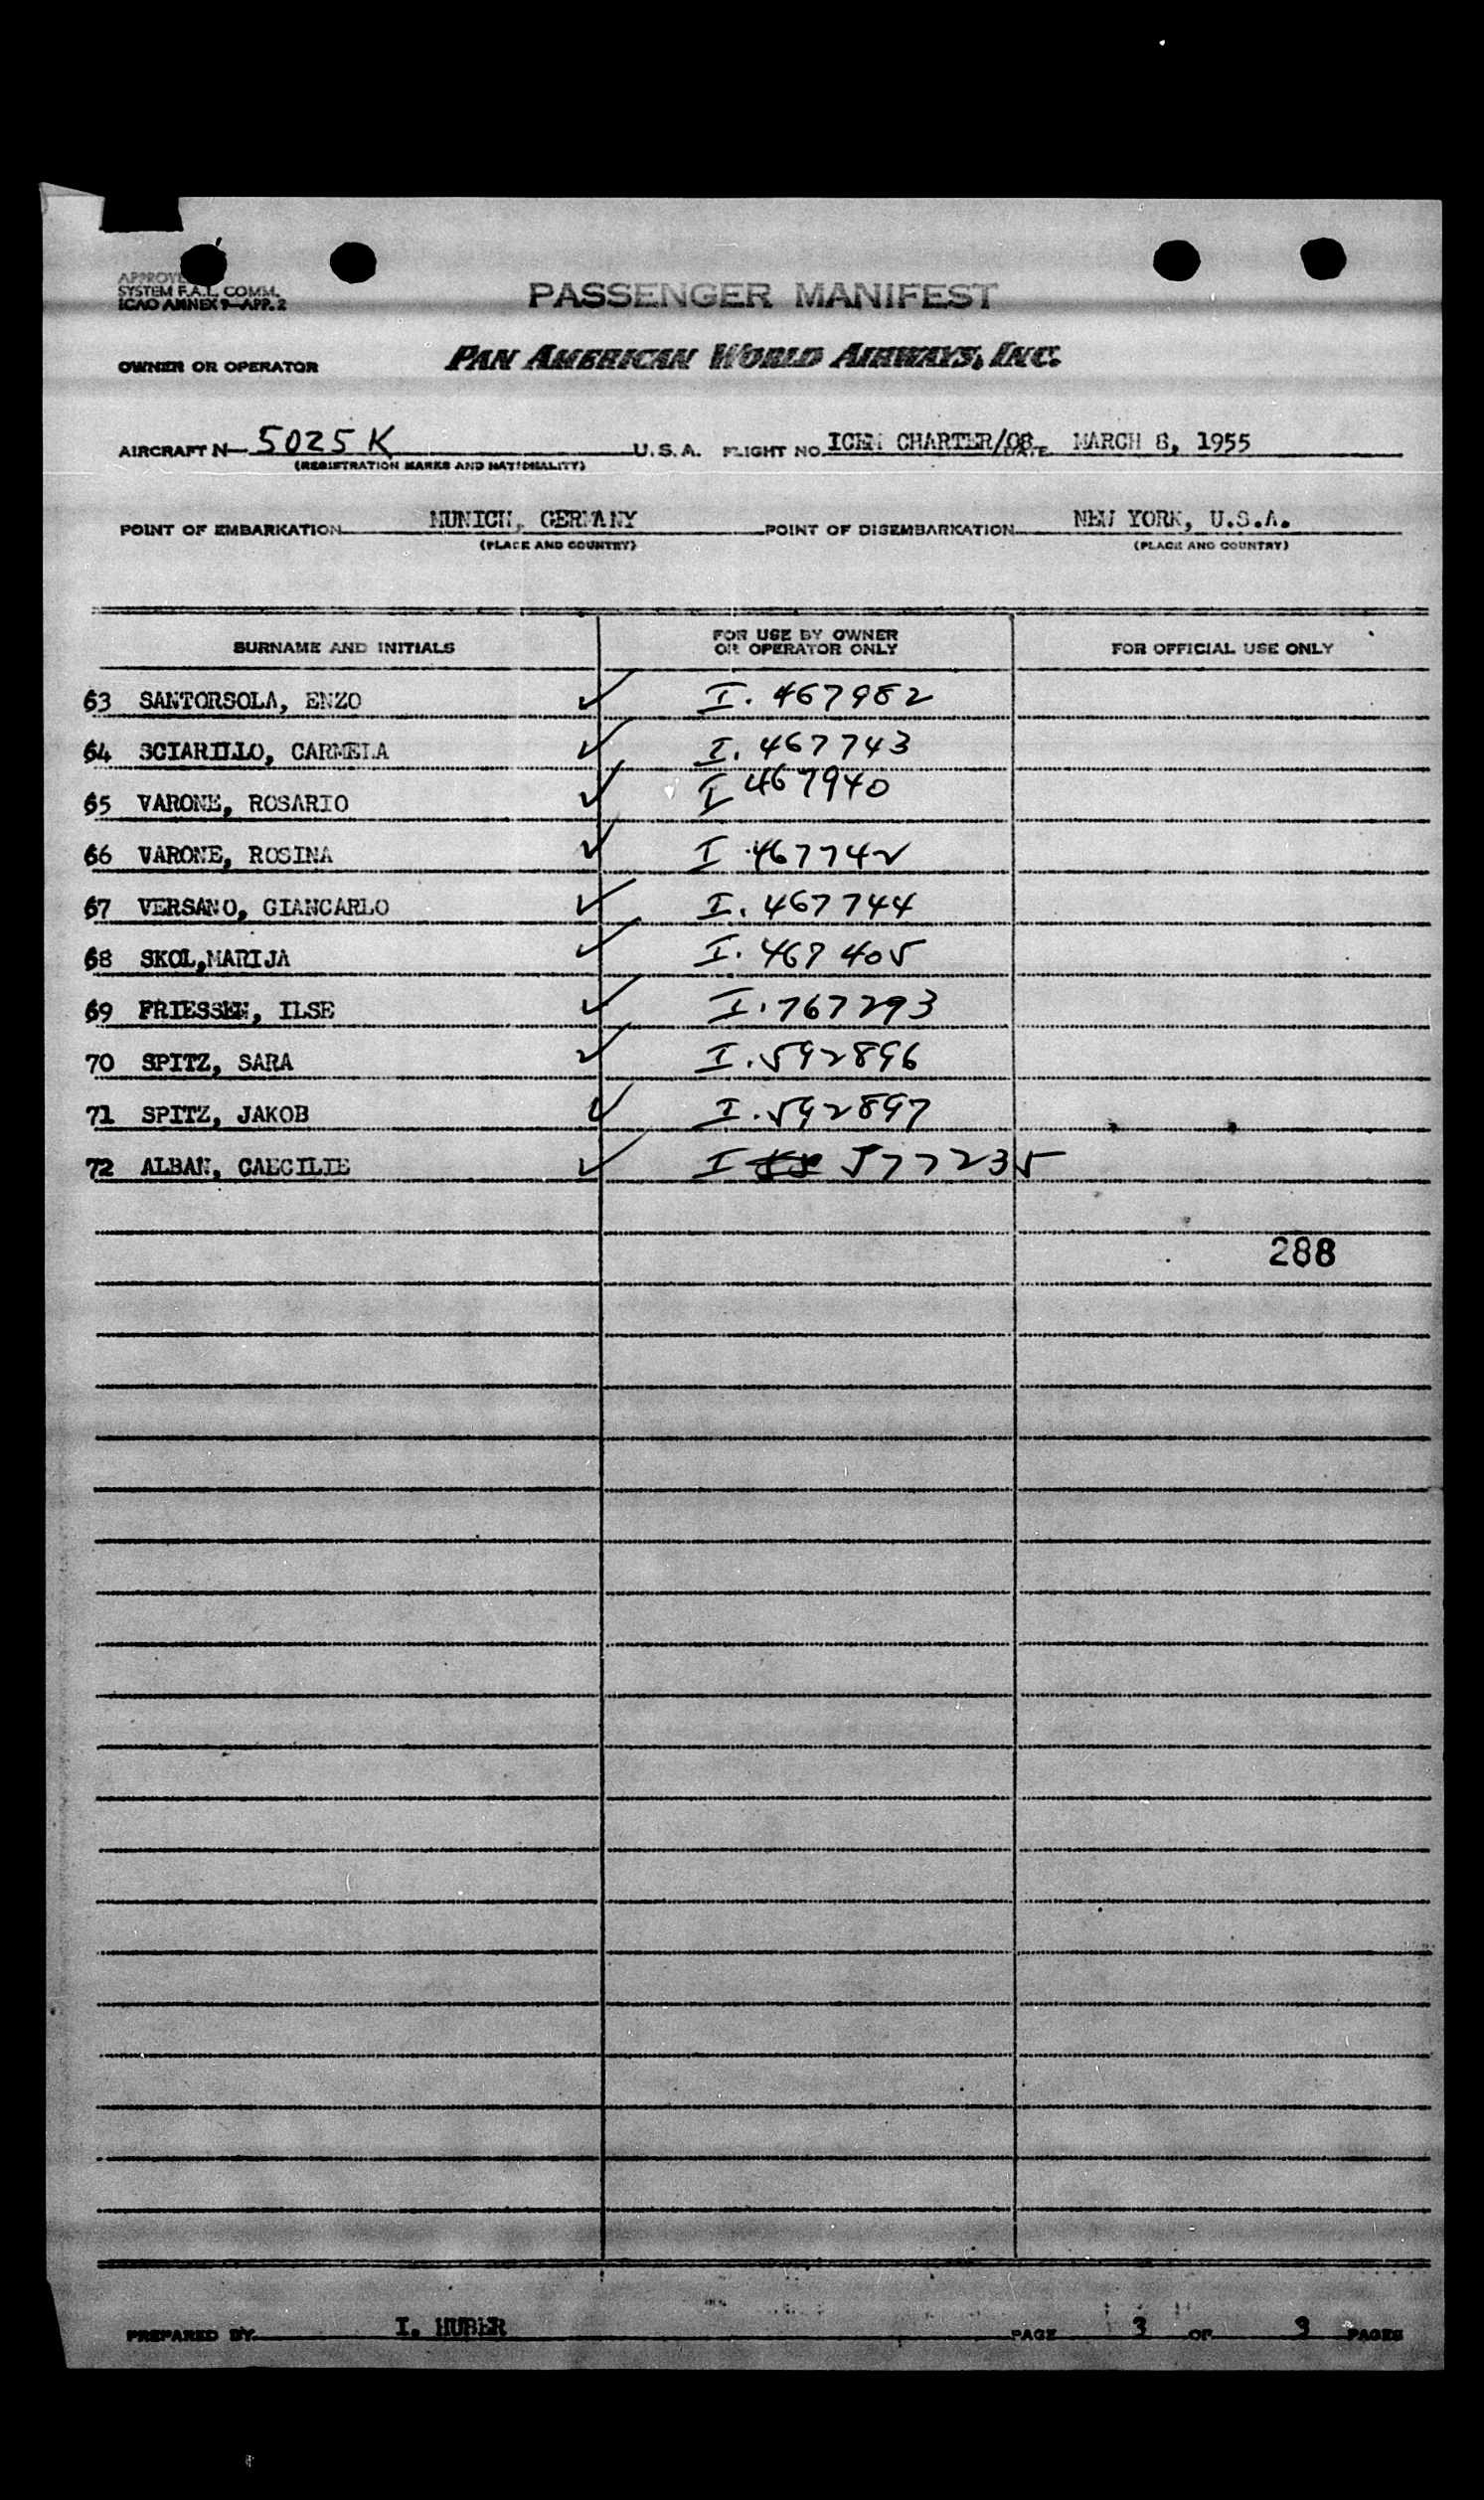 APPROVE
SYSTEM F.A.L. COMM.
ICAO ANNEX 9—APP. 2
PASSENGER MANIFEST
OWNER OR OPERATOR PAN AMERICAN WORLD AIRWAYS, INC.
AIRCRAFT N— 5025 K U.S.A. FLIGHT NO. ICEM CHARTER/08 DATE MARCH 8, 1955
(REGISTRATION MARKS AND NATIONALITY)
POINT OF EMBARKATION MUNICH, GERMANY POINT OF DISEMBARKATION NEW YORK, U.S.A.
(PLACE AND COUNTRY) (PLACE AND COUNTRY)
SURNAME AND INITIALS FOR USE BY OWNER OR OPERATOR ONLY FOR OFFICIAL USE ONLY
63 SANTORSOLA, ENZO ✓ I. 467982
64 SCIARILLO, CARMELA ✓ I. 467743
65 VARONE, ROSARIO ✓ I 467940
66 VARONE, ROSINA ✓ I 467742
67 VERSANO, GIANCARLO ✓ I. 467744
68 SKOL,MARIJA ✓ I. 467405
69 FRIESSEN, ILSE ✓ I. 767293
70 SPITZ, SARA ✓ I. 592896
71 SPITZ, JAKOB ✓ I. 592897
72 ALBAN, CAECILIE ✓ I 577235
288
PREPARED BY I. HUBER PAGE 3 OF 3 PAGES